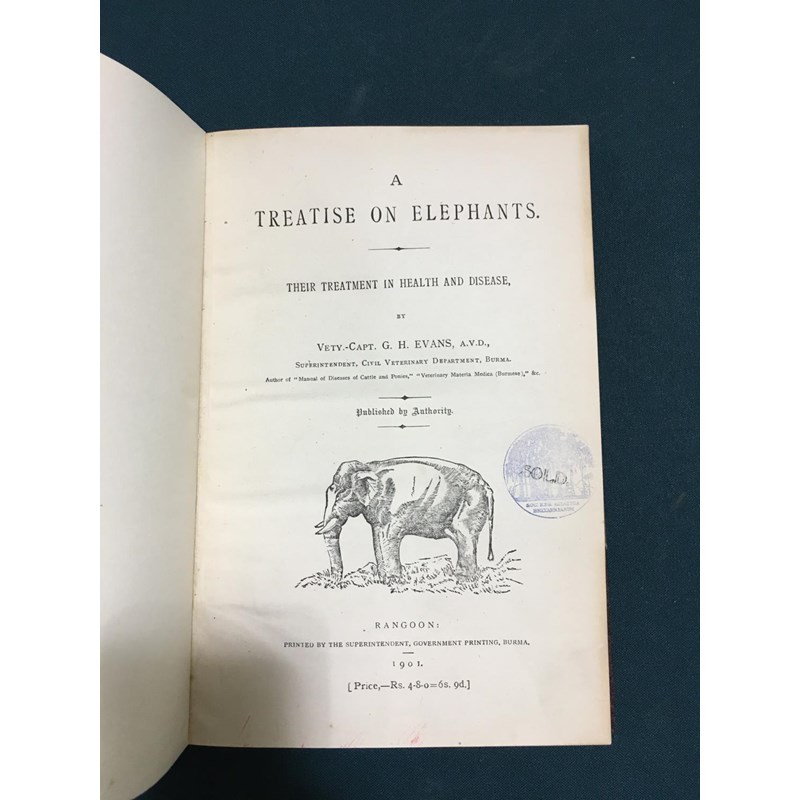 A
TREATISE ON ELEPHANTS.
THEIR TREATMENT IN HEALTH AND DISEASE,
BY
VETY.-CAPT. G. H. EVANS, A.V.D.,
SUPERINTENDENT, CIVIL VETERINARY DEPARTMENT, BURMA.
Author of "Manual of Diseases of Cattle and Ponies," "Veterinary Materia Medica (Burmese)," &c.
Published by Authority.
SOLD
RANGOON:
PRINTED BY THE SUPERINTENDENT, GOVERNMENT PRINTING, BURMA.
1901.
[Price,—Rs. 4-8-0=6s. 9d.]